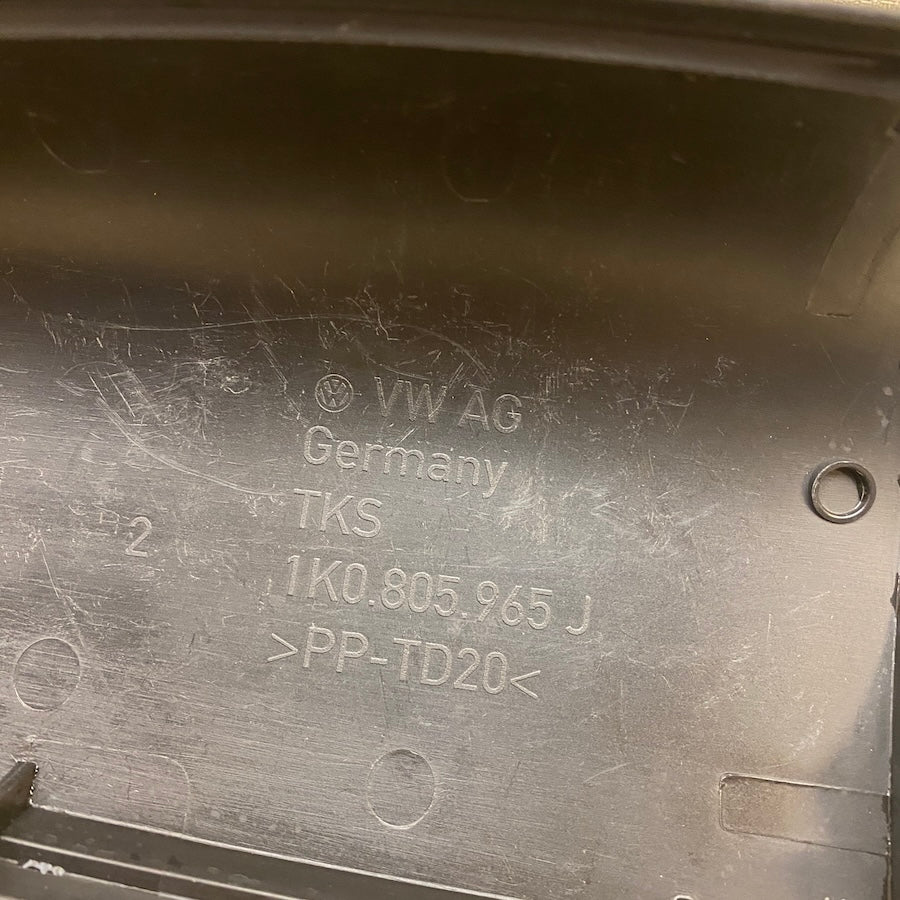 VW AG
Germany
TKS
2
1K0.805.965 J
>PP-TD20<